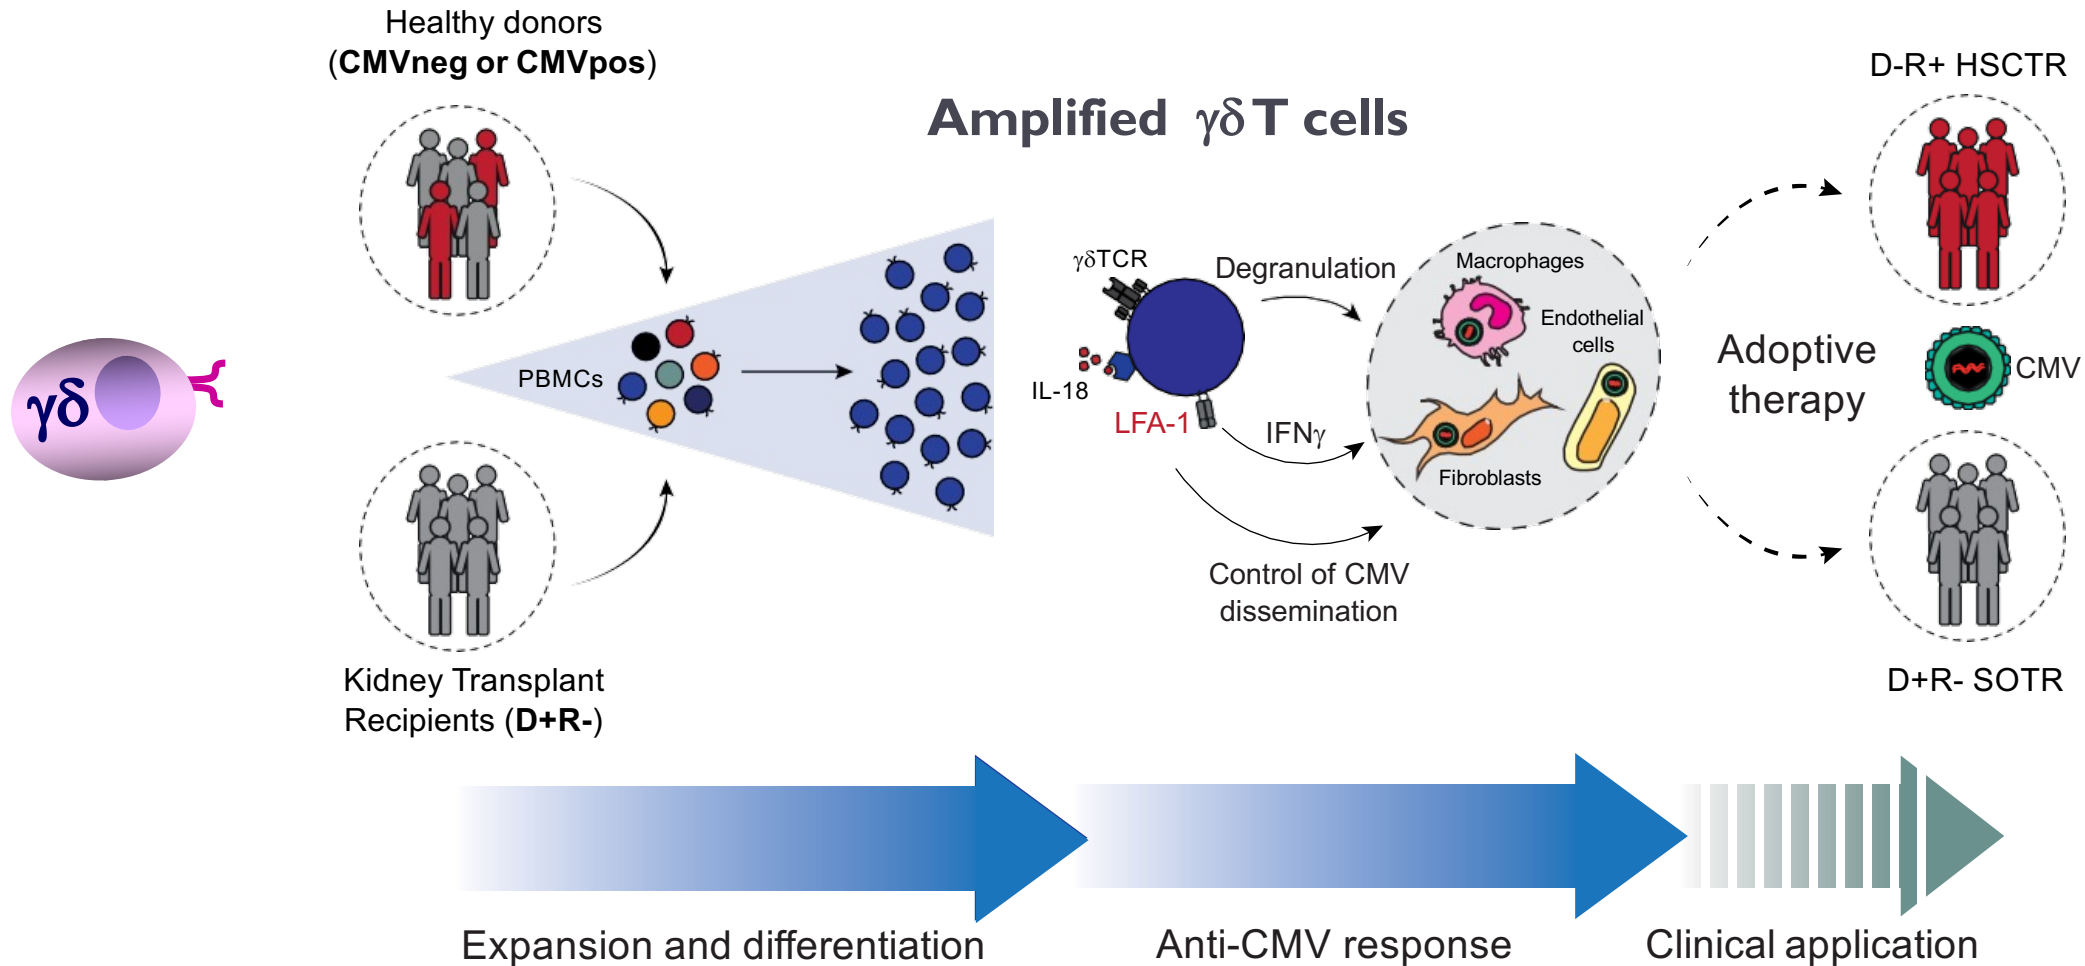 Healthy donors
(CMVneg or CMVpos)
γδ
PBMCs
Kidney Transplant
Recipients (D+R-)
Amplified γδ T cells
γδTCR
IL-18
LFA-1
Degranulation
IFNγ
Control of CMV
dissemination
Macrophages
Endothelial
cells
Fibroblasts
D-R+ HSCTR
Adoptive
therapy
CMV
D+R- SOTR
Expansion and differentiation
Anti-CMV response
Clinical application